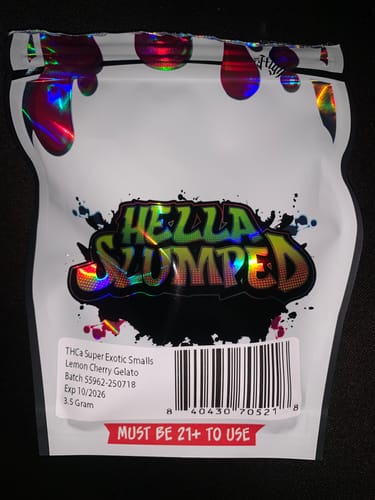 HELLA
SLUMPED
THCa Super Exotic Smalls
Lemon Cherry Gelato
Batch 55962-250718
Exp 10/2026
3.5 Gram
8 40430 70521 8
MUST BE 21+ TO USE